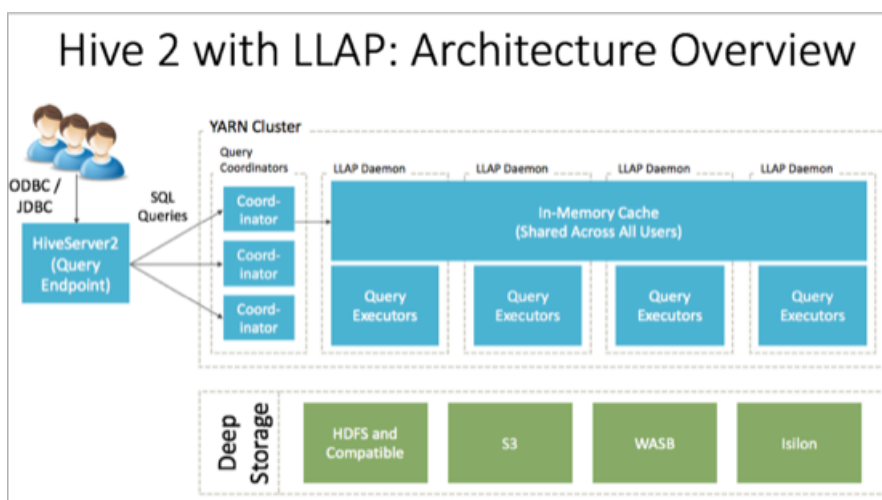 Hive 2 with LLAP: Architecture Overview
YARN Cluster
Query
Coordinators
LLAP Daemon
LLAP Daemon
LLAP Daemon
LLAP Daemon
ODBC /
JDBC
SQL
Queries
HiveServer2
(Query
Endpoint)
Coord-
inator
Coord-
inator
Coord-
inator
In-Memory Cache
(Shared Across All Users)
Query
Executors
Query
Executors
Query
Executors
Query
Executors
Deep
Storage
HDFS and
Compatible
S3
WASB
Isilon